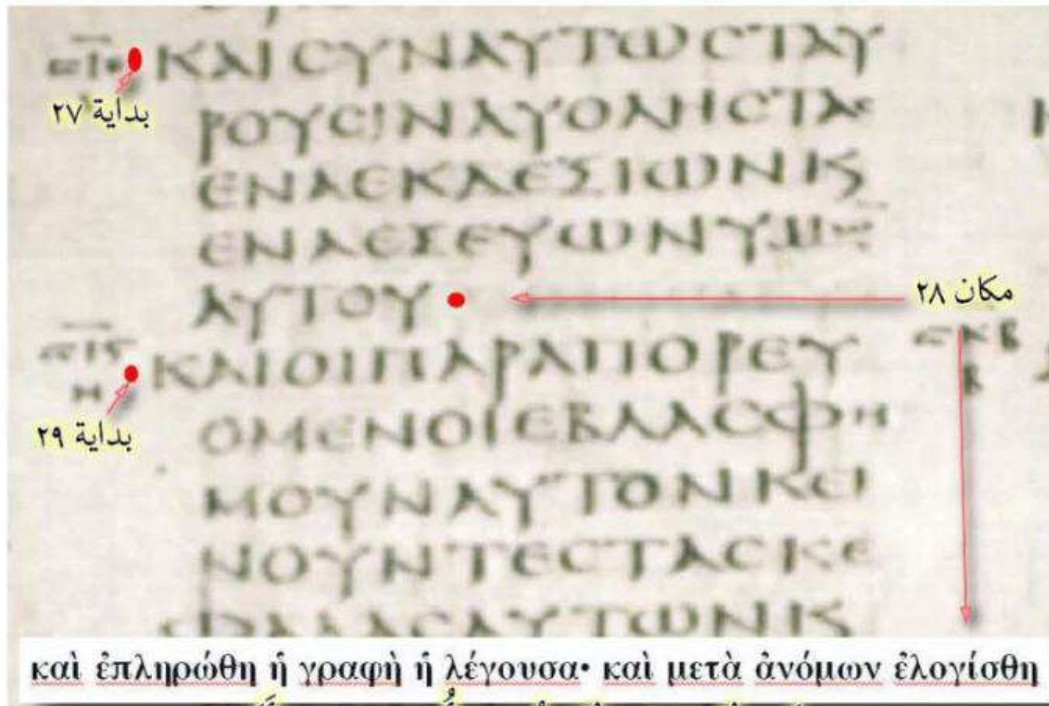 ΚΑΙϹΥΝΑΥΤΩϹΤΑΥ
بداية ٢٧
ΡΟΥϹΙΝΔΥΟΛΗϹΤΑϹ
ΕΝΑΕΚΔΕΞΙΩΝΚ
ΕΝΑΕΞΕΥΩΝΥΜΩ
ΑΥΤΟΥ
مكان ٢٨
ΚΑΙΟΙΠΑΡΑΠΟΡΕΥ
بداية ٢٩
ΟΜΕΝΟΙΕΒΛΑϹΦΗ
ΜΟΥΝΑΥΤΟΝΚΕΙ
ΝΟΥΝΤΕϹΤΑϹΚΕ
ΦΑΛΑϹΑΥΤΩΝΚ
καὶ ἐπληρώθη ἡ γραφὴ ἡ λέγουσα· καὶ μετὰ ἀνόμων ἐλογίσθη